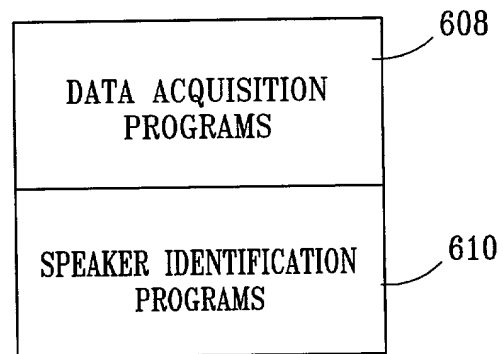 608
DATA ACQUISITION
PROGRAMS
SPEAKER IDENTIFICATION
PROGRAMS
610